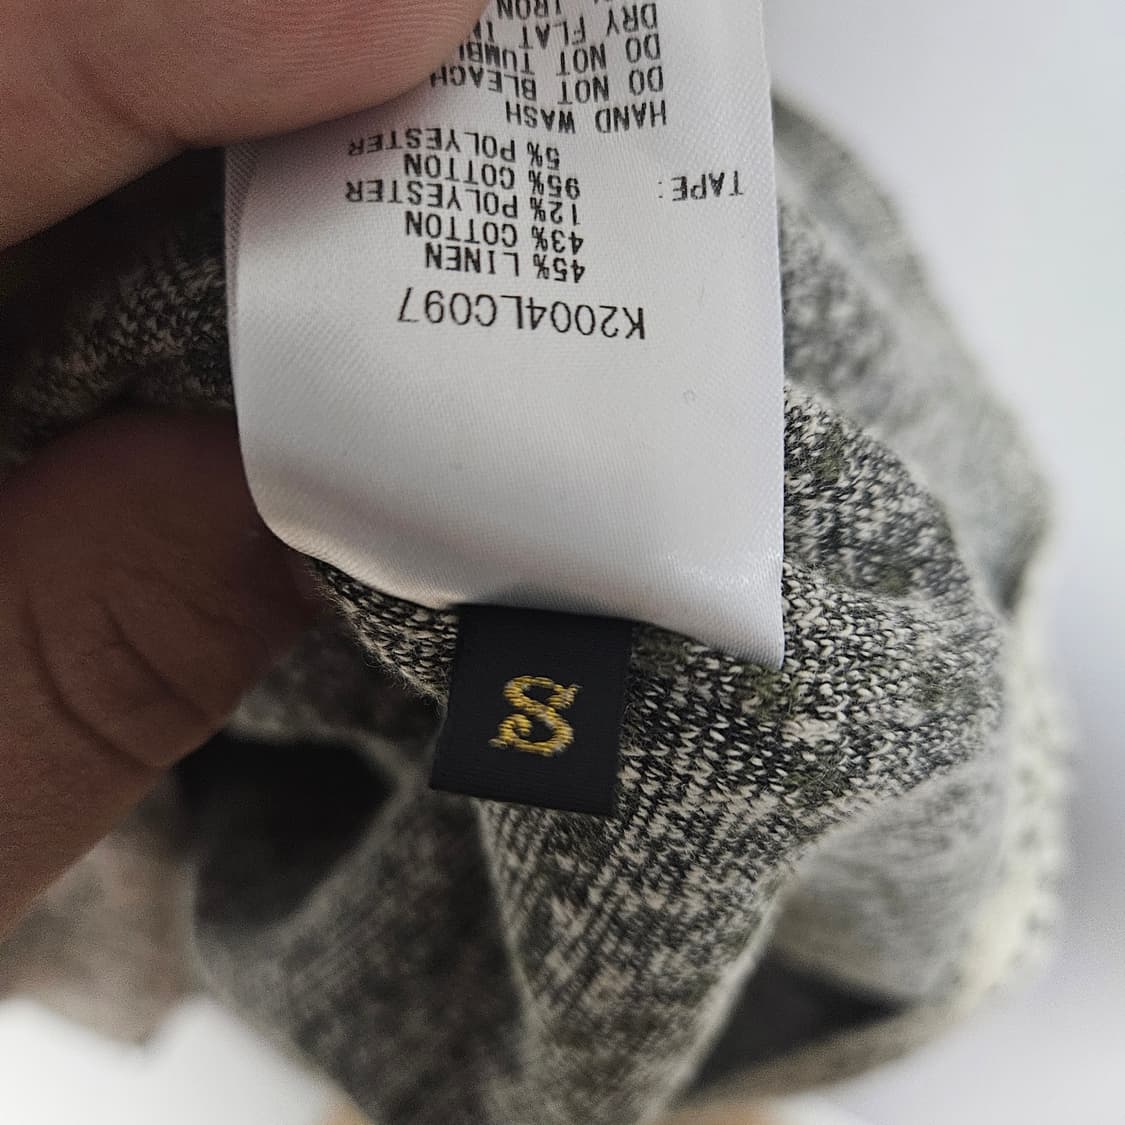 K2004LC097
45% LINEN
43% COTTON
12% POLYESTER
TAPE: 95% COTTON
5% POLYESTER
HAND WASH
DO NOT BLEACH
DO NOT
DRY FLAT
IRON
S